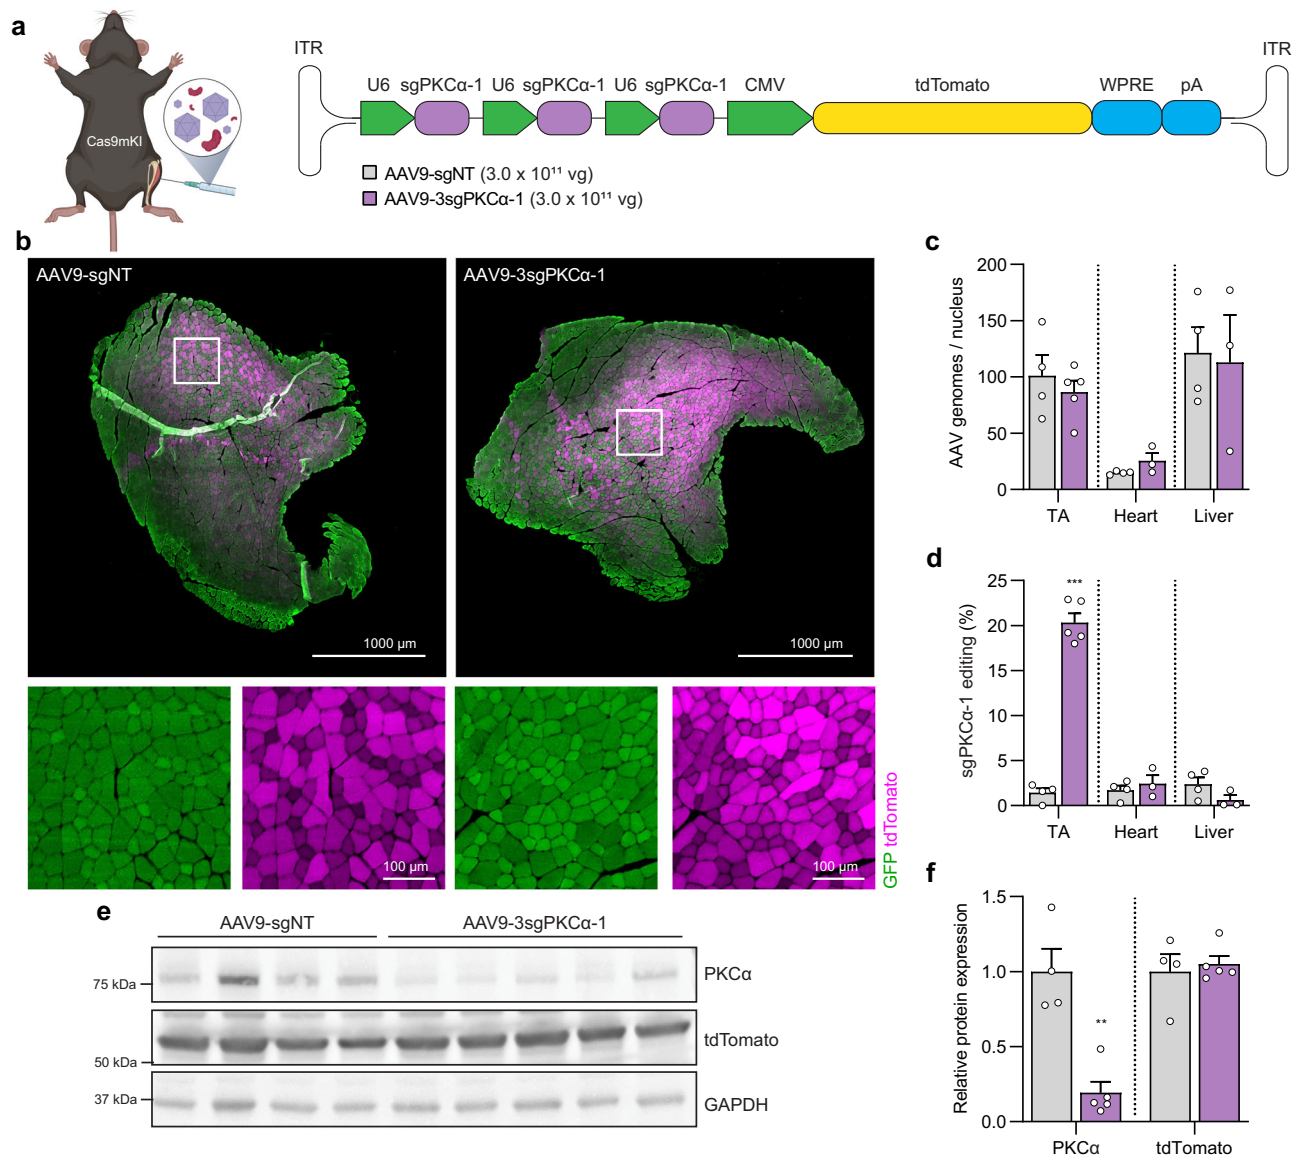 a
Cas9mKI
ITR
ITR
U6 sgPKCα-1 U6 sgPKCα-1 U6 sgPKCα-1 CMV tdTomato WPRE pA
AAV9-sgNT (3.0 x 10¹¹ vg)
AAV9-3sgPKCα-1 (3.0 x 10¹¹ vg)
b
AAV9-sgNT
1000 µm
AAV9-3sgPKCα-1
1000 µm
100 µm
100 µm
GFP tdTomato
c
AAV genomes / nucleus
200
150
100
50
0
TA Heart Liver
d
sgPKCα-1 editing (%)
25
20
15
10
5
0
***
TA Heart Liver
e
AAV9-sgNT AAV9-3sgPKCα-1
75 kDa
PKCα
tdTomato
50 kDa
37 kDa
GAPDH
f
Relative protein expression
1.5
1.0
0.5
0.0
**
PKCα tdTomato